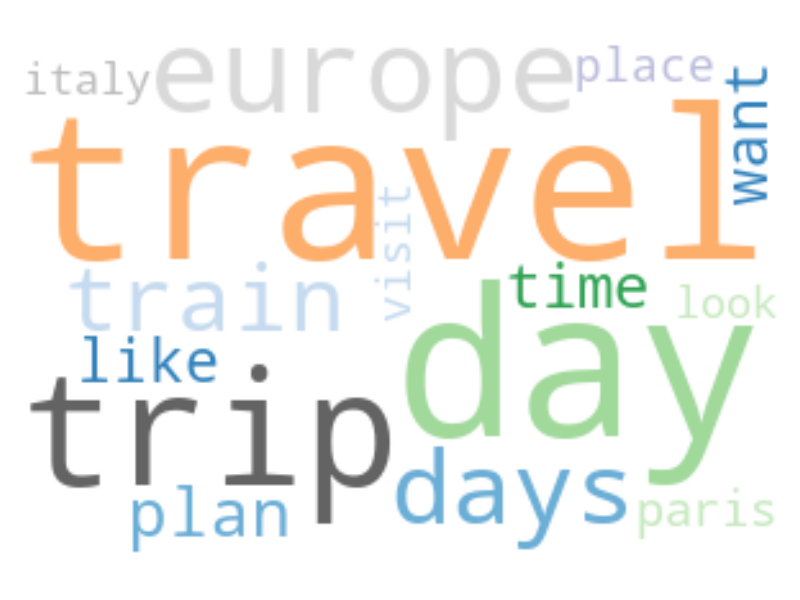 italy europe place want
travel
visit
train time look
like day
trip
plan days paris